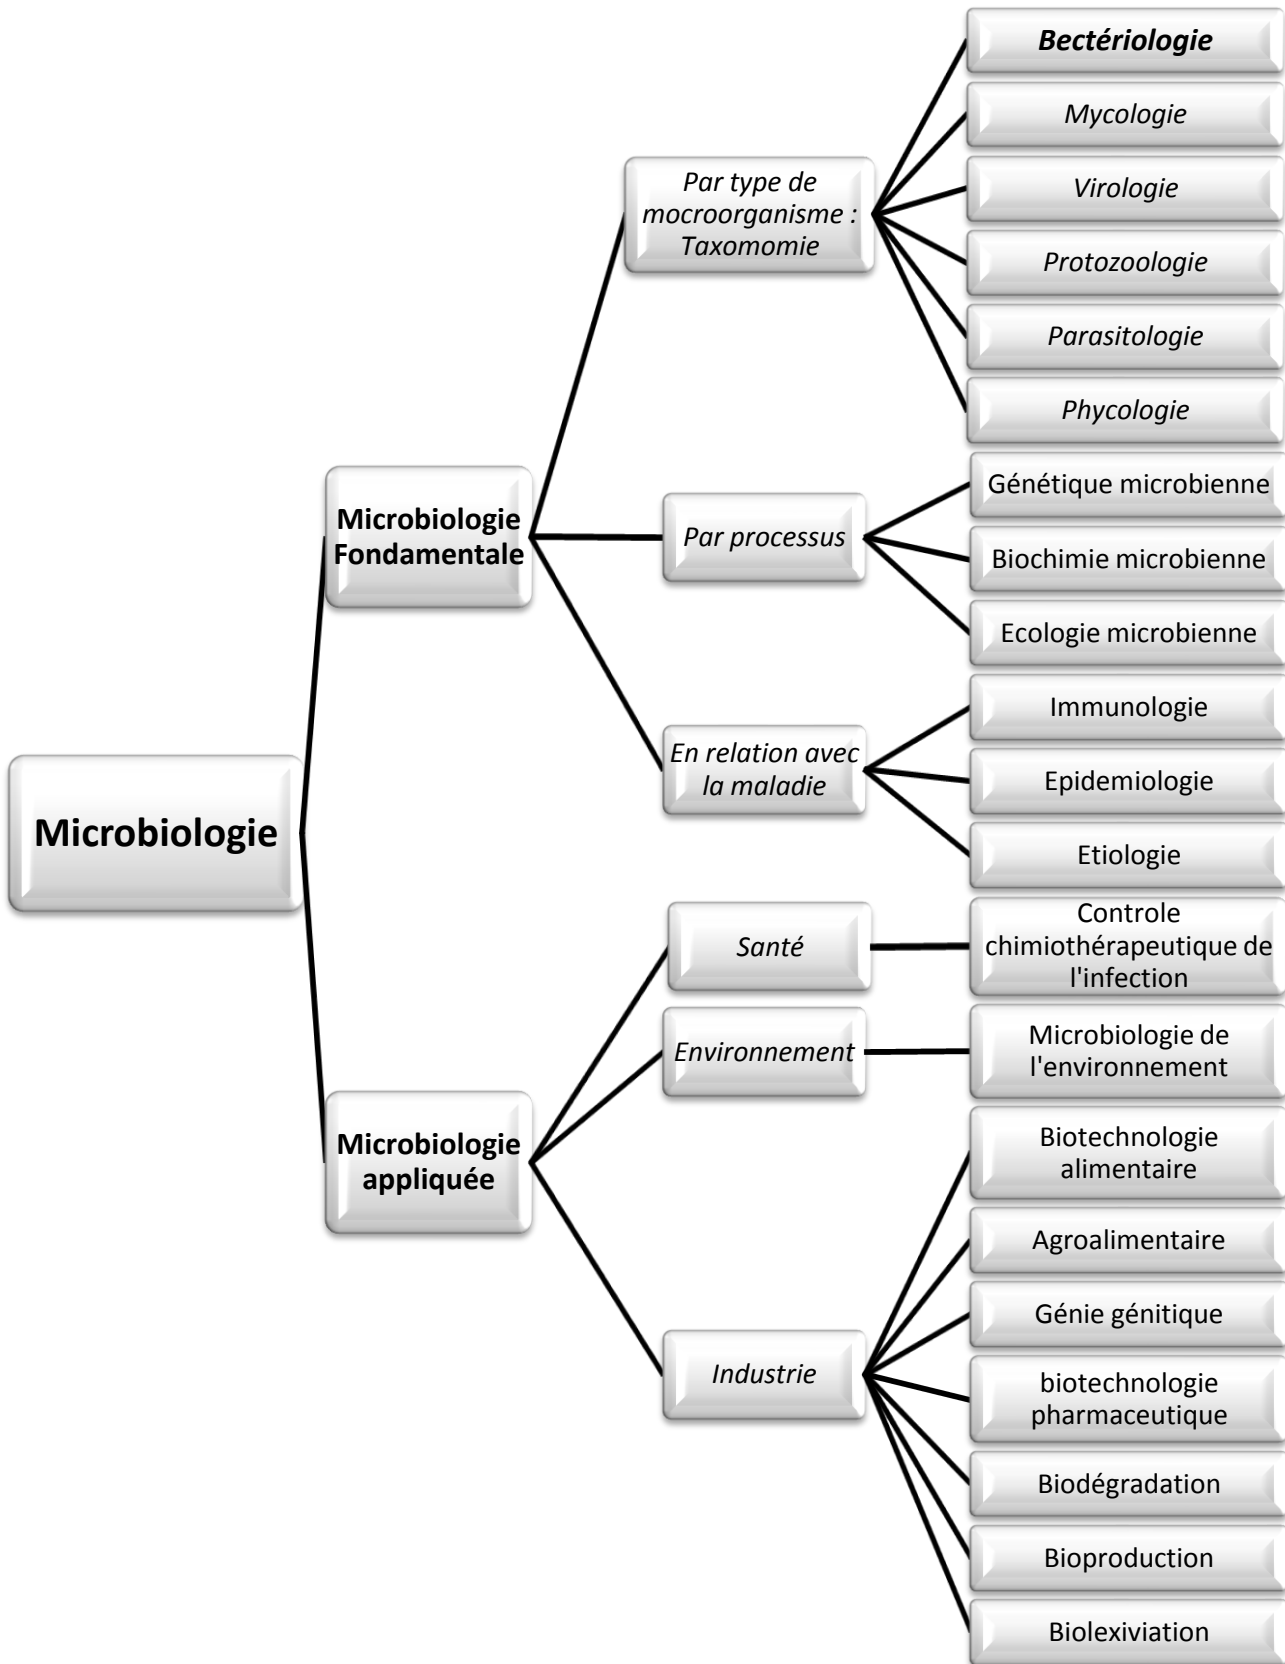 Microbiologie
Microbiologie
Fondamentale
Par type de
mocroorganisme :
Taxomomie
Bectériologie
Mycologie
Virologie
Protozoologie
Parasitologie
Phycologie
Par processus
Génétique microbienne
Biochimie microbienne
Ecologie microbienne
En relation avec
la maladie
Immunologie
Epidemiologie
Etiologie
Microbiologie
appliquée
Santé
Controle
chimiothérapeutique de
l'infection
Environnement
Microbiologie de
l'environnement
Industrie
Biotechnologie
alimentaire
Agroalimentaire
Génie génitique
biotechnologie
pharmaceutique
Biodégradation
Bioproduction
Biolexiviation